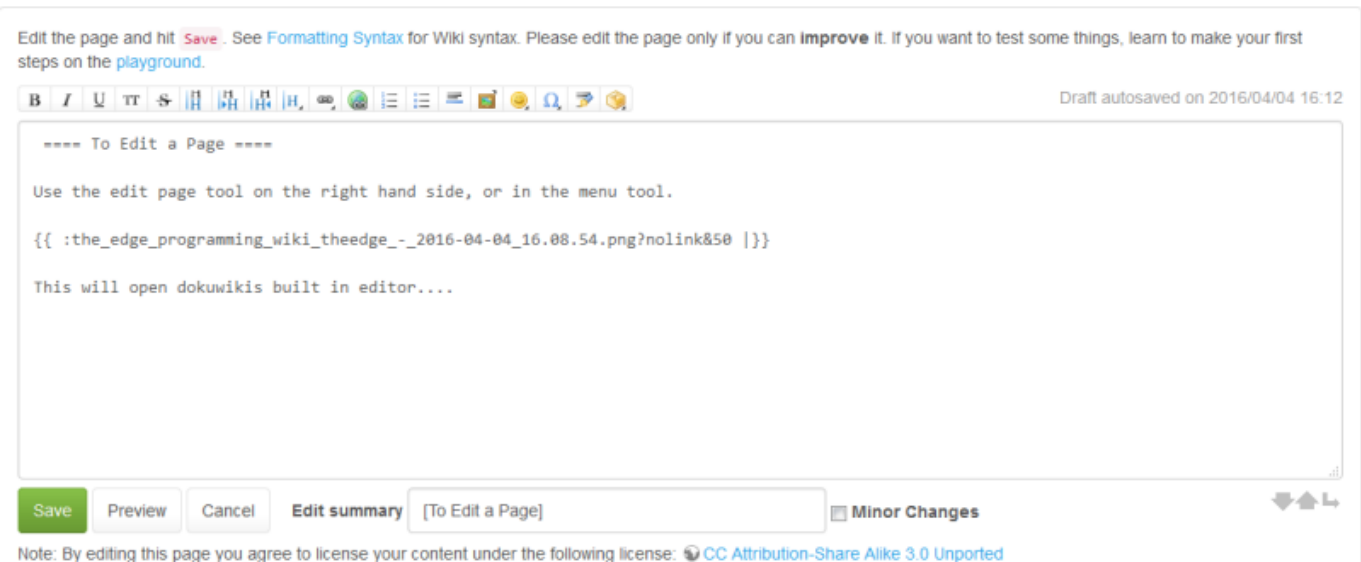 Edit the page and hit Save . See Formatting Syntax for Wiki syntax. Please edit the page only if you can improve it. If you want to test some things, learn to make your first
steps on the playground.
B I U TT S H H H H Ω
Draft autosaved on 2016/04/04 16:12
==== To Edit a Page ====
Use the edit page tool on the right hand side, or in the menu tool.
{{ :the_edge_programming_wiki_theedge_-_2016-04-04_16.08.54.png?nolink&50 |}}
This will open dokuwikis built in editor....
Save Preview Cancel Edit summary [To Edit a Page] Minor Changes
Note: By editing this page you agree to license your content under the following license: CC Attribution-Share Alike 3.0 Unported